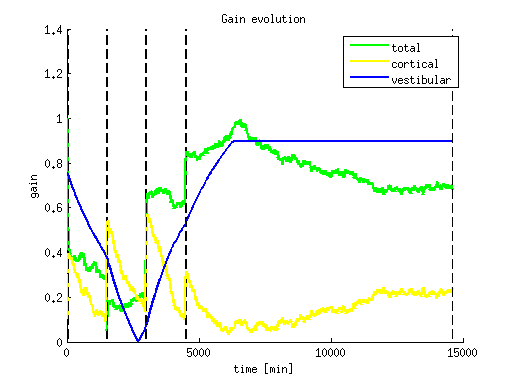 Gain evolution
1.4
total
cortical
vestibular
1.2
1
0.8
gain
0.6
0.4
0.2
0
0
5000
10000
15000
time [min]